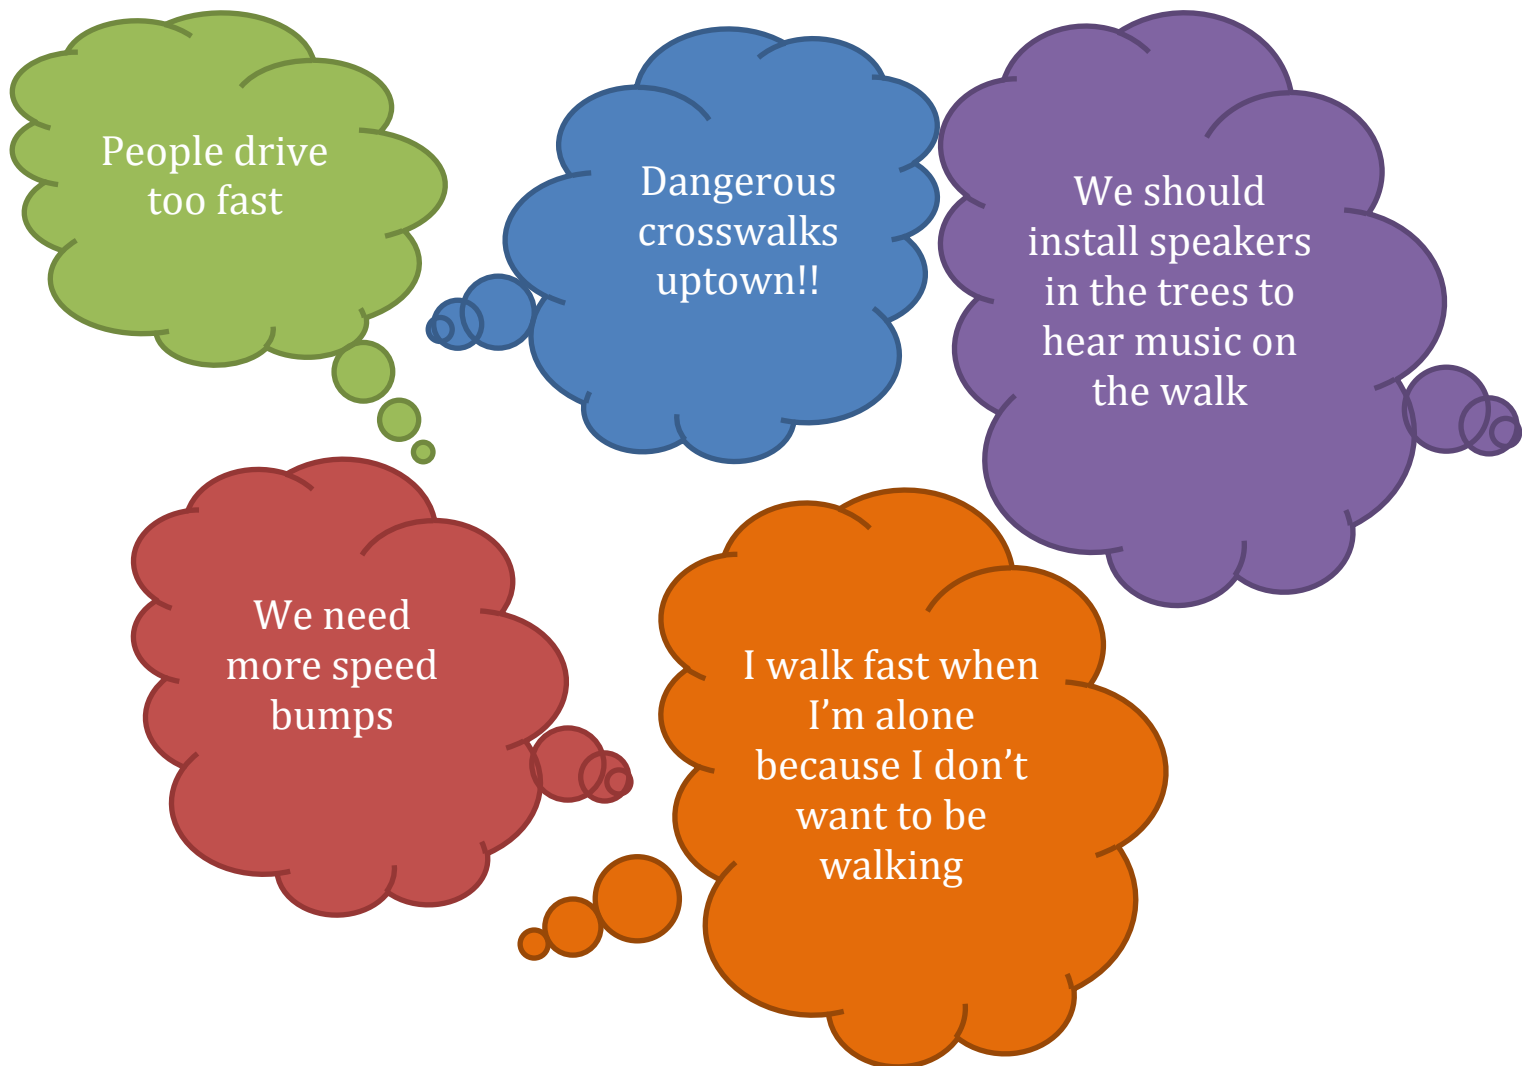 People drive
too fast
Dangerous
crosswalks
uptown!!
We should
install speakers
in the trees to
hear music on
the walk
We need
more speed
bumps
I walk fast when
I’m alone
because I don’t
want to be
walking